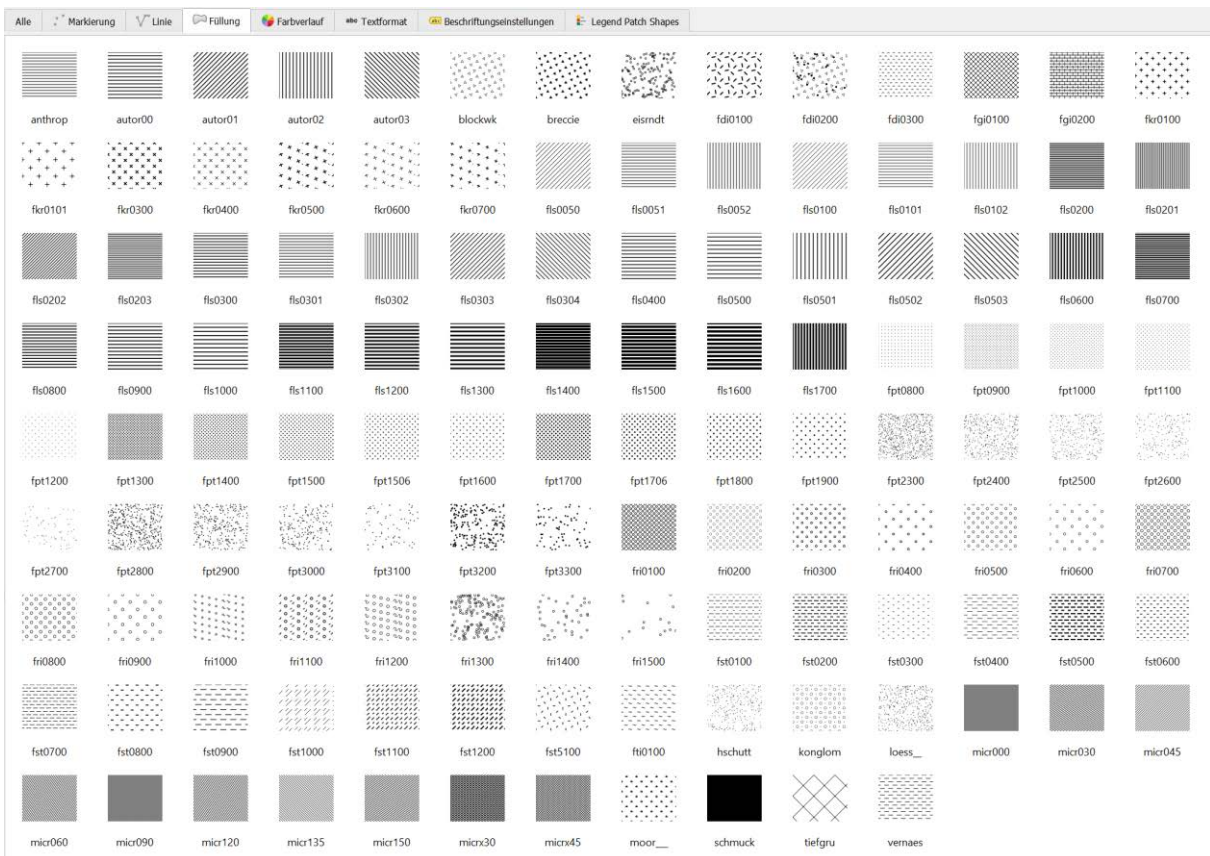 Alle Markierung Linie Füllung Farbverlauf abc Textformat abc Beschriftungseinstellungen Legend Patch Shapes
anthrop autor00 autor01 autor02 autor03 blockwk breccie eisrndt fdi0100 fdi0200 fdi0300 fgi0100 fgi0200 fkr0100
fkr0101 fkr0300 fkr0400 fkr0500 fkr0600 fkr0700 fls0050 fls0051 fls0052 fls0100 fls0101 fls0102 fls0200 fls0201
fls0202 fls0203 fls0300 fls0301 fls0302 fls0303 fls0304 fls0400 fls0500 fls0501 fls0502 fls0503 fls0600 fls0700
fls0800 fls0900 fls1000 fls1100 fls1200 fls1300 fls1400 fls1500 fls1600 fls1700 fpt0800 fpt0900 fpt1000 fpt1100
fpt1200 fpt1300 fpt1400 fpt1500 fpt1506 fpt1600 fpt1700 fpt1706 fpt1800 fpt1900 fpt2300 fpt2400 fpt2500 fpt2600
fpt2700 fpt2800 fpt2900 fpt3000 fpt3100 fpt3200 fpt3300 fri0100 fri0200 fri0300 fri0400 fri0500 fri0600 fri0700
fri0800 fri0900 fri1000 fri1100 fri1200 fri1300 fri1400 fri1500 fst0100 fst0200 fst0300 fst0400 fst0500 fst0600
fst0700 fst0800 fst0900 fst1000 fst1100 fst1200 fst5100 fti0100 hschutt konglom loess__ micr000 micr030 micr045
micr060 micr090 micr120 micr135 micr150 micrx30 micrx45 moor___ schmuck tiefgru vernaes